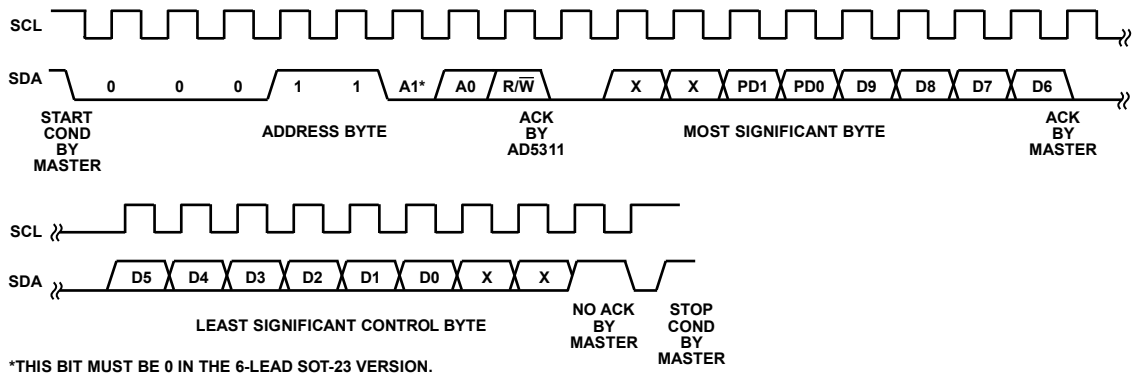 SCL
SDA 0 0 0 1 1 A1* A0 R/W̅ X X PD1 PD0 D9 D8 D7 D6
START COND BY MASTER
ADDRESS BYTE
ACK BY AD5311
MOST SIGNIFICANT BYTE
ACK BY MASTER
SCL
SDA D5 D4 D3 D2 D1 D0 X X
LEAST SIGNIFICANT CONTROL BYTE
NO ACK BY MASTER
STOP COND BY MASTER
*THIS BIT MUST BE 0 IN THE 6-LEAD SOT-23 VERSION.